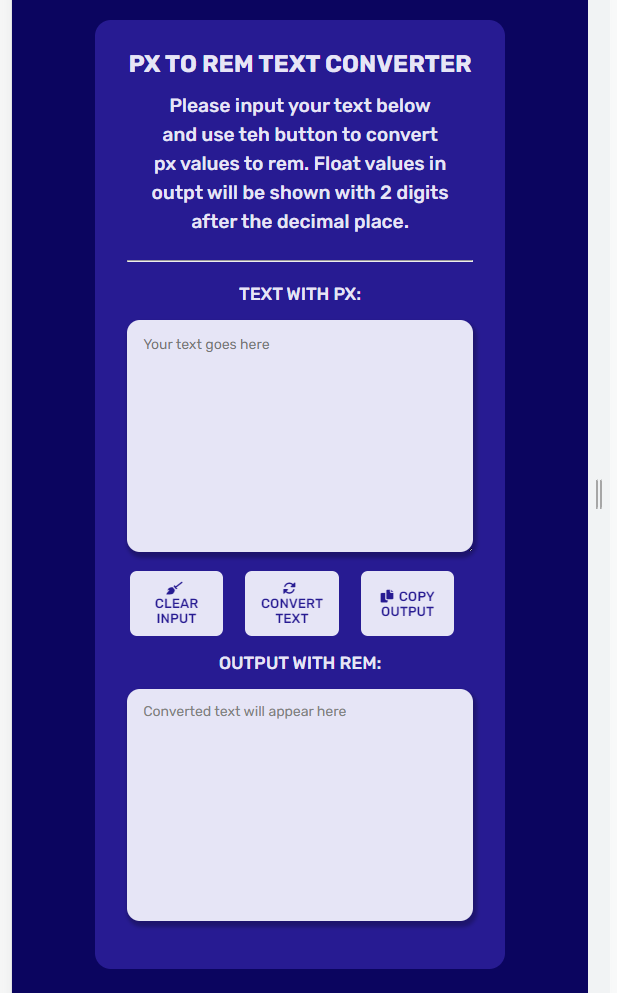 PX TO REM TEXT CONVERTER
Please input your text below
and use teh button to convert
px values to rem. Float values in
outpt will be shown with 2 digits
after the decimal place.
TEXT WITH PX:
Your text goes here
CLEAR
INPUT
CONVERT
TEXT
COPY
OUTPUT
OUTPUT WITH REM:
Converted text will appear here